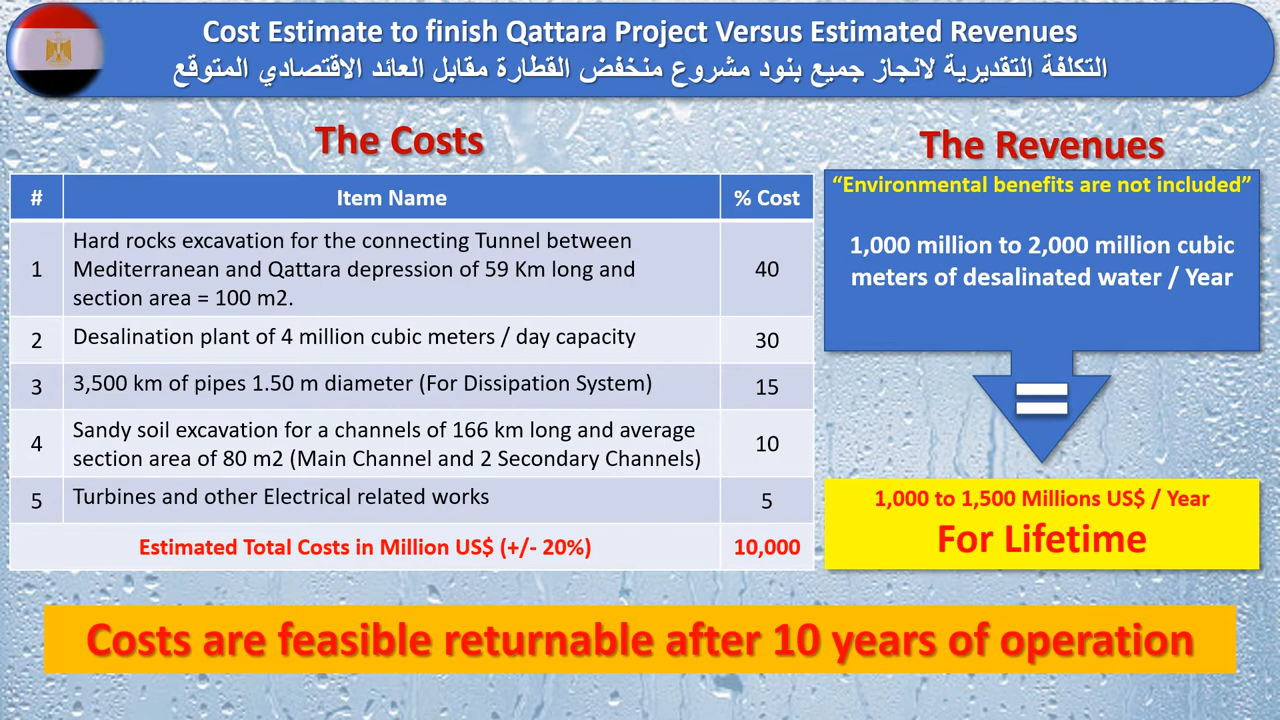 Cost Estimate to finish Qattara Project Versus Estimated Revenues
التكلفة التقديرية لانجاز جميع بنود مشروع منخفض القطارة مقابل العائد الاقتصادي المتوقع
The Costs
# Item Name % Cost
1 Hard rocks excavation for the connecting Tunnel between
Mediterranean and Qattara depression of 59 Km long and
section area = 100 m2.
40
2 Desalination plant of 4 million cubic meters / day capacity 30
3 3,500 km of pipes 1.50 m diameter (For Dissipation System) 15
4 Sandy soil excavation for a channels of 166 km long and average
section area of 80 m2 (Main Channel and 2 Secondary Channels)
10
5 Turbines and other Electrical related works 5
Estimated Total Costs in Million US$ (+/- 20%) 10,000
The Revenues
“Environmental benefits are not included”
1,000 million to 2,000 million cubic
meters of desalinated water / Year
=
1,000 to 1,500 Millions US$ / Year
For Lifetime
Costs are feasible returnable after 10 years of operation